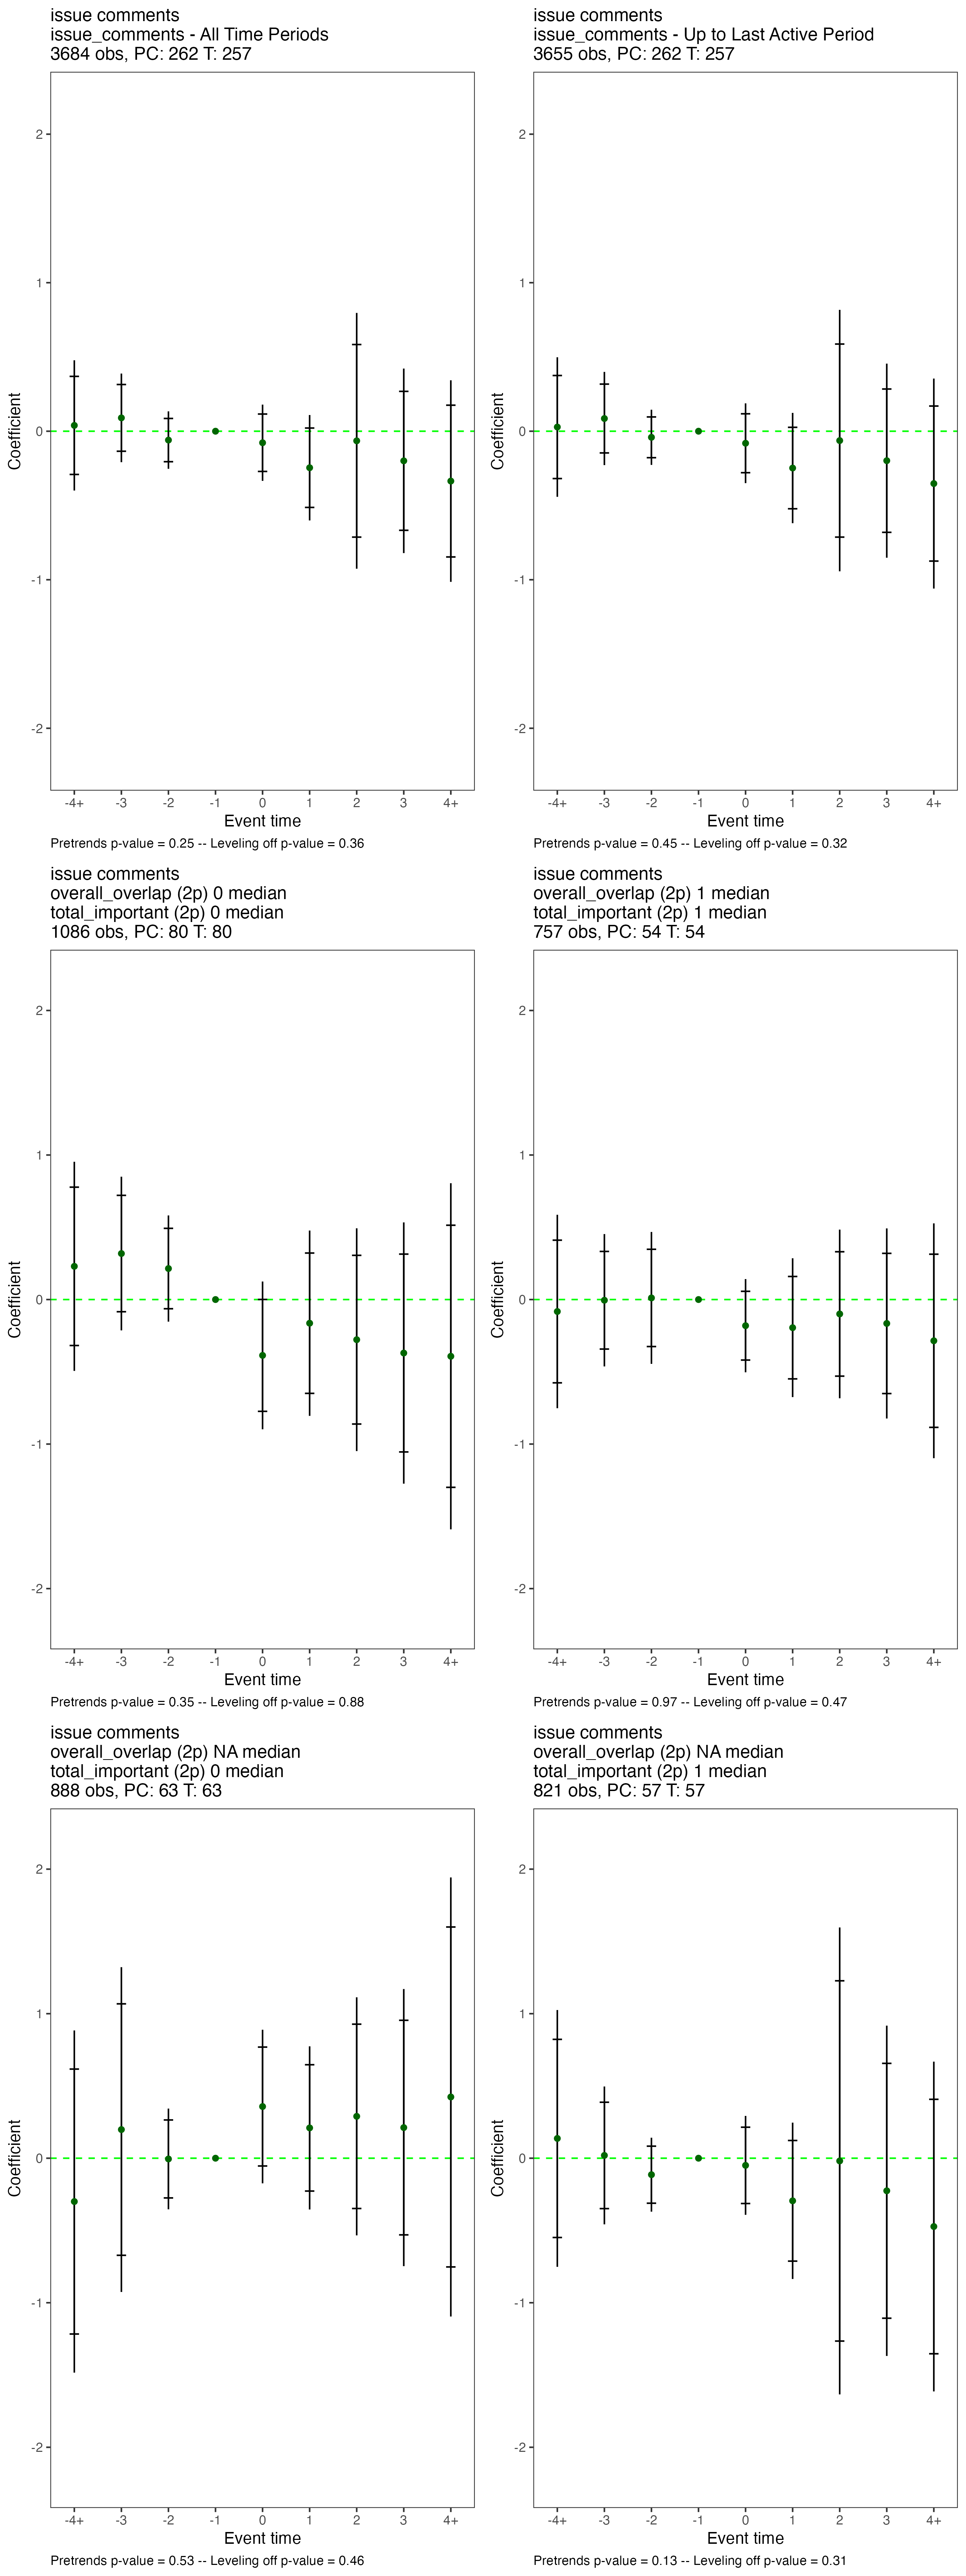 issue comments
issue_comments - All Time Periods
3684 obs, PC: 262 T: 257
2
1
0
-1
-2
Coefficient
-4+ -3 -2 -1 0 1 2 3 4+
Event time
Pretrends p-value = 0.25 -- Leveling off p-value = 0.36
issue comments
issue_comments - Up to Last Active Period
3655 obs, PC: 262 T: 257
2
1
0
-1
-2
Coefficient
-4+ -3 -2 -1 0 1 2 3 4+
Event time
Pretrends p-value = 0.45 -- Leveling off p-value = 0.32
issue comments
overall_overlap (2p) 0 median
total_important (2p) 0 median
1086 obs, PC: 80 T: 80
2
1
0
-1
-2
Coefficient
-4+ -3 -2 -1 0 1 2 3 4+
Event time
Pretrends p-value = 0.35 -- Leveling off p-value = 0.88
issue comments
overall_overlap (2p) 1 median
total_important (2p) 1 median
757 obs, PC: 54 T: 54
2
1
0
-1
-2
Coefficient
-4+ -3 -2 -1 0 1 2 3 4+
Event time
Pretrends p-value = 0.97 -- Leveling off p-value = 0.47
issue comments
overall_overlap (2p) NA median
total_important (2p) 0 median
888 obs, PC: 63 T: 63
2
1
0
-1
-2
Coefficient
-4+ -3 -2 -1 0 1 2 3 4+
Event time
Pretrends p-value = 0.53 -- Leveling off p-value = 0.46
issue comments
overall_overlap (2p) NA median
total_important (2p) 1 median
821 obs, PC: 57 T: 57
2
1
0
-1
-2
Coefficient
-4+ -3 -2 -1 0 1 2 3 4+
Event time
Pretrends p-value = 0.13 -- Leveling off p-value = 0.31